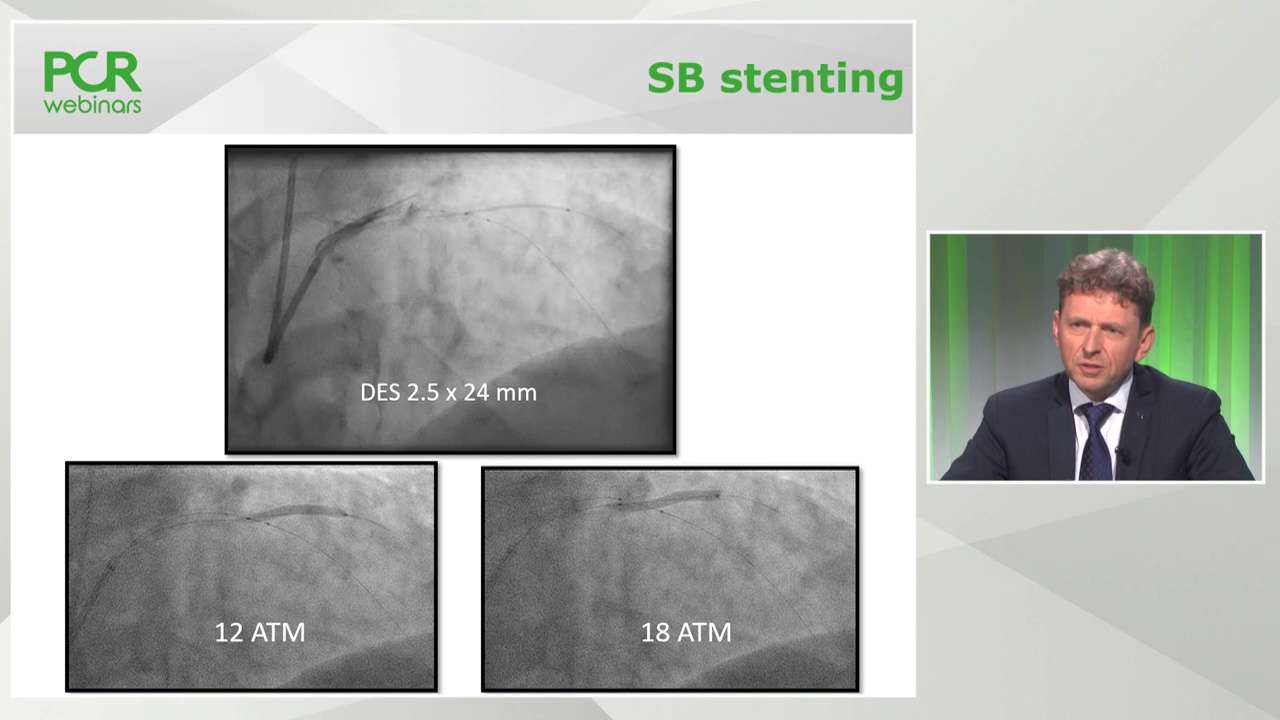 PCR
webinars
SB stenting
DES 2.5 x 24 mm
12 ATM
18 ATM